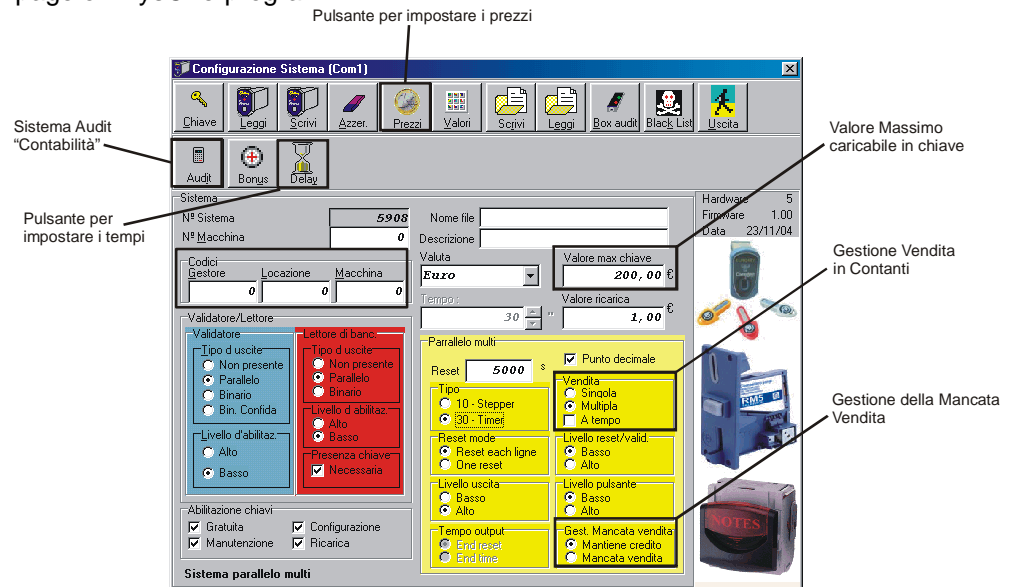 Pulsante per impostare i prezzi
Configurazione Sistema (Com1)
Chiave
Leggi
Scrivi
Azzer.
Prezzi
Valori
Scrivi
Leggi
Box audit
Black List
Uscita
Sistema Audit
"Contabilità"
Audit
Bonus
Delay
Valore Massimo
caricabile in chiave
Pulsante per
impostare i tempi
Sistema
Nª Sistema 5908
Nª Macchina 0
Nome file
Descrizione
Hardware 5
Firmware 1.00
Data 23/11/04
Codici
Gestore Locazione Macchina
0 0 0
Valuta
Euro
Valore max chiave
200,00 €
Tempo :
30 "
Valore ricarica
1,00 €
Gestione Vendita
in Contanti
Validatore/Lettore
Validatore
Tipo d uscite
Non presente
Parallelo
Binario
Bin. Confida
Livello d'abilitaz.
Alto
Basso
Lettore di banc.
Tipo d uscite
Non presente
Parallelo
Binario
Livello d abilitaz.
Alto
Basso
Presenza chiave
Necessaria
Parrallelo multi
Reset 5000 s
Punto decimale
Tipo
10 - Stepper
30 - Timer
Vendita
Singola
Multipla
A tempo
Reset mode
Reset each ligne
One reset
Livello reset/valid.
Basso
Alto
Livello uscita
Basso
Alto
Livello pulsante
Basso
Alto
Tempo output
End reset
End time
Gest. Mancata vendita
Mantiene credito
Mancata vendita
Gestione della Mancata
Vendita
Abilitazione chiavi
Gratuita
Configurazione
Manutenzione
Ricarica
Sistema parallelo multi
RM5
NOTES